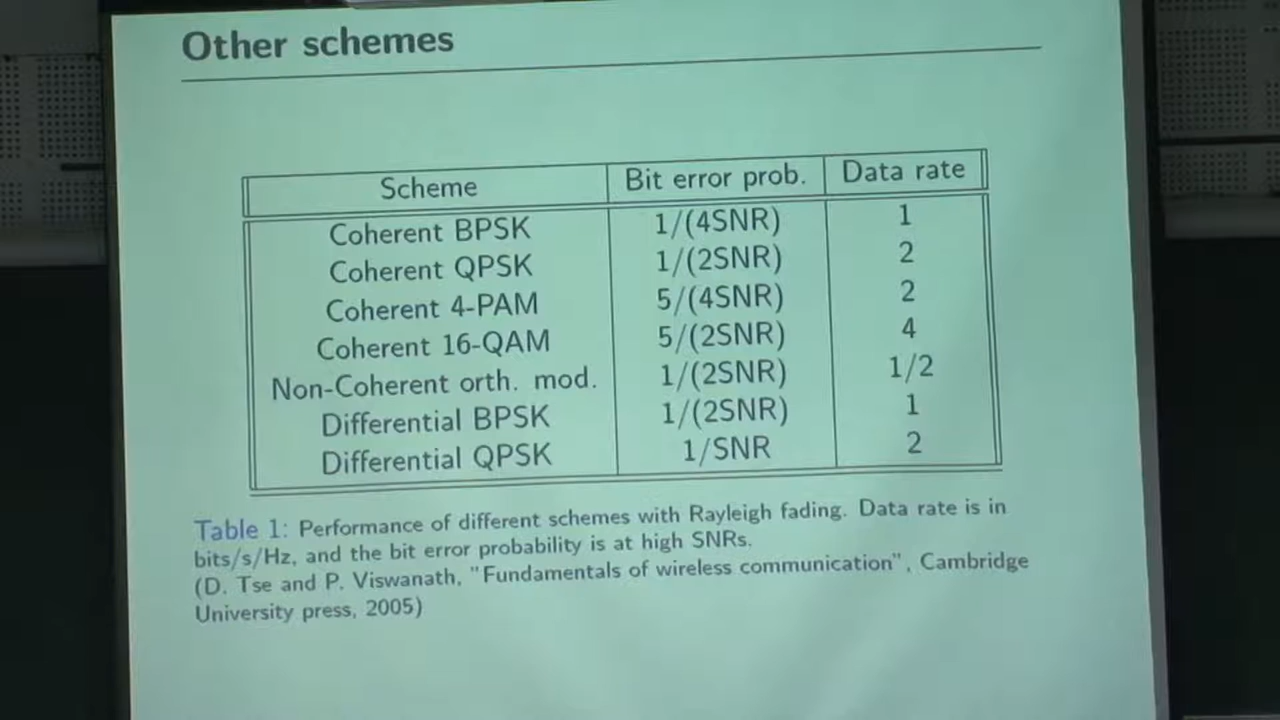 Other schemes
Scheme Bit error prob. Data rate
Coherent BPSK 1/(4SNR) 1
Coherent QPSK 1/(2SNR) 2
Coherent 4-PAM 5/(4SNR) 2
Coherent 16-QAM 5/(2SNR) 4
Non-Coherent orth. mod. 1/(2SNR) 1/2
Differential BPSK 1/(2SNR) 1
Differential QPSK 1/SNR 2
Table 1: Performance of different schemes with Rayleigh fading. Data rate is in
bits/s/Hz, and the bit error probability is at high SNRs.
(D. Tse and P. Viswanath, "Fundamentals of wireless communication", Cambridge
University press, 2005)